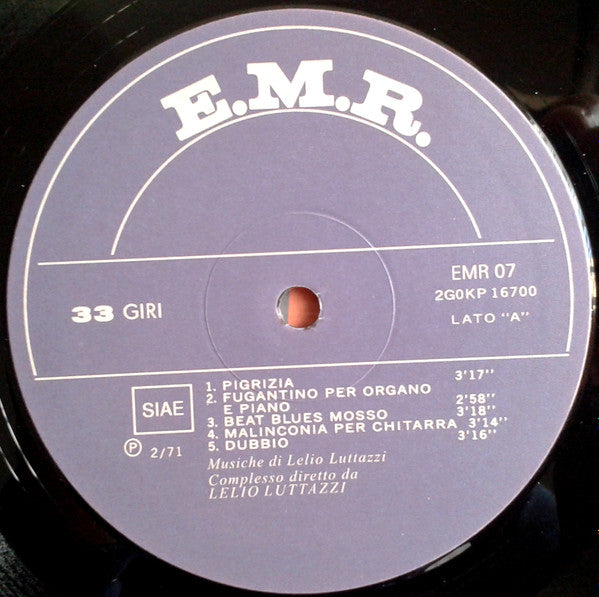 E.M.R.
EMR 07
2G0KP 16700
33 GIRI
LATO "A"
SIAE
1. PIGRIZIA 3'17"
2. FUGANTINO PER ORGANO
E PIANO 2'58"
3. BEAT BLUES MOSSO 3'18"
4. MALINCONIA PER CHITARRA 3'14"
5. DUBBIO 3'16"
Ⓟ 2/71
Musiche di Lelio Luttazzi
Complesso diretto da
LELIO LUTTAZZI